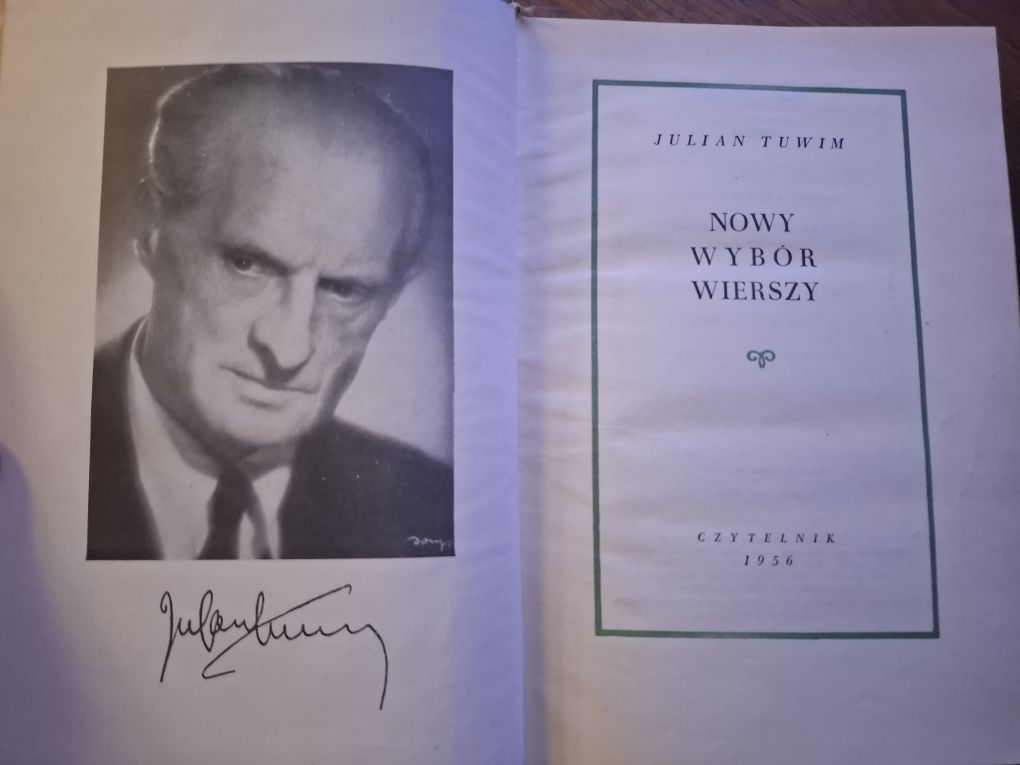 Julian Tuwim
JULIAN TUWIM
NOWY
WYBÓR
WIERSZY
CZYTELNIK
1956